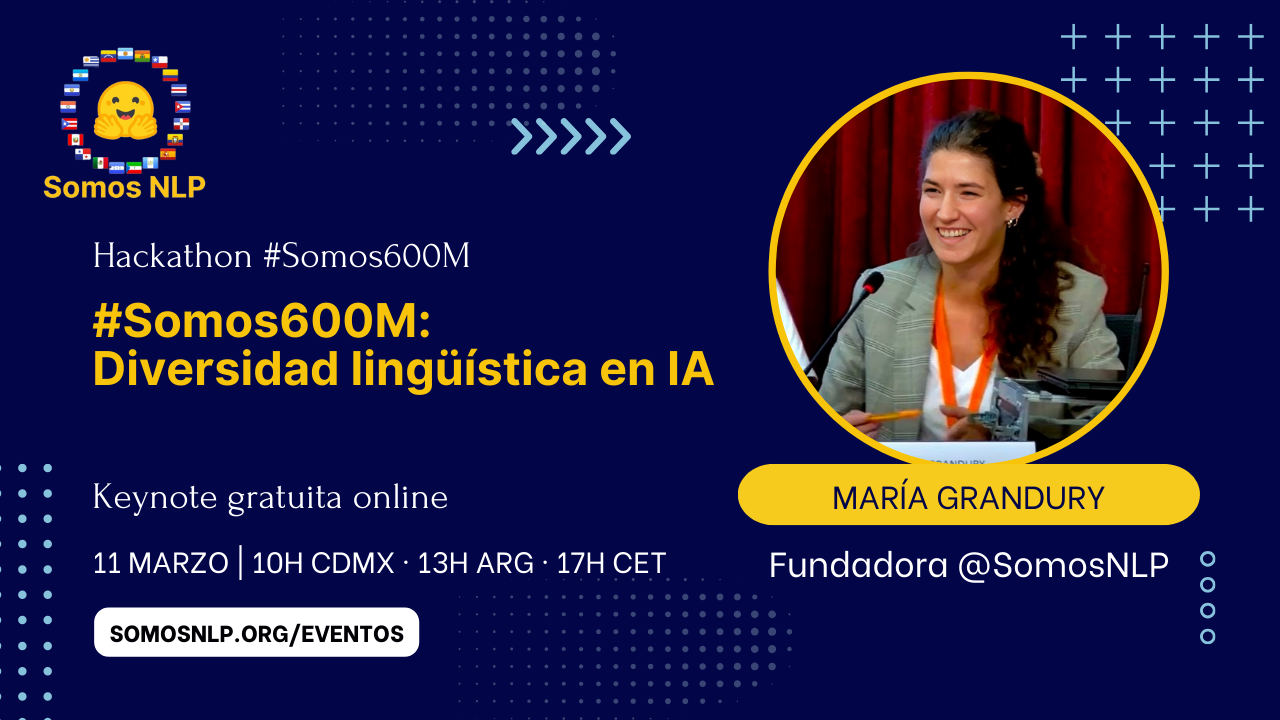 Somos NLP
Hackathon #Somos600M
#Somos600M:
Diversidad lingüística en IA
Keynote gratuita online
11 MARZO | 10H CDMX · 13H ARG · 17H CET
SOMOSNLP.ORG/EVENTOS
GRANDURY
MARÍA GRANDURY
Fundadora @SomosNLP